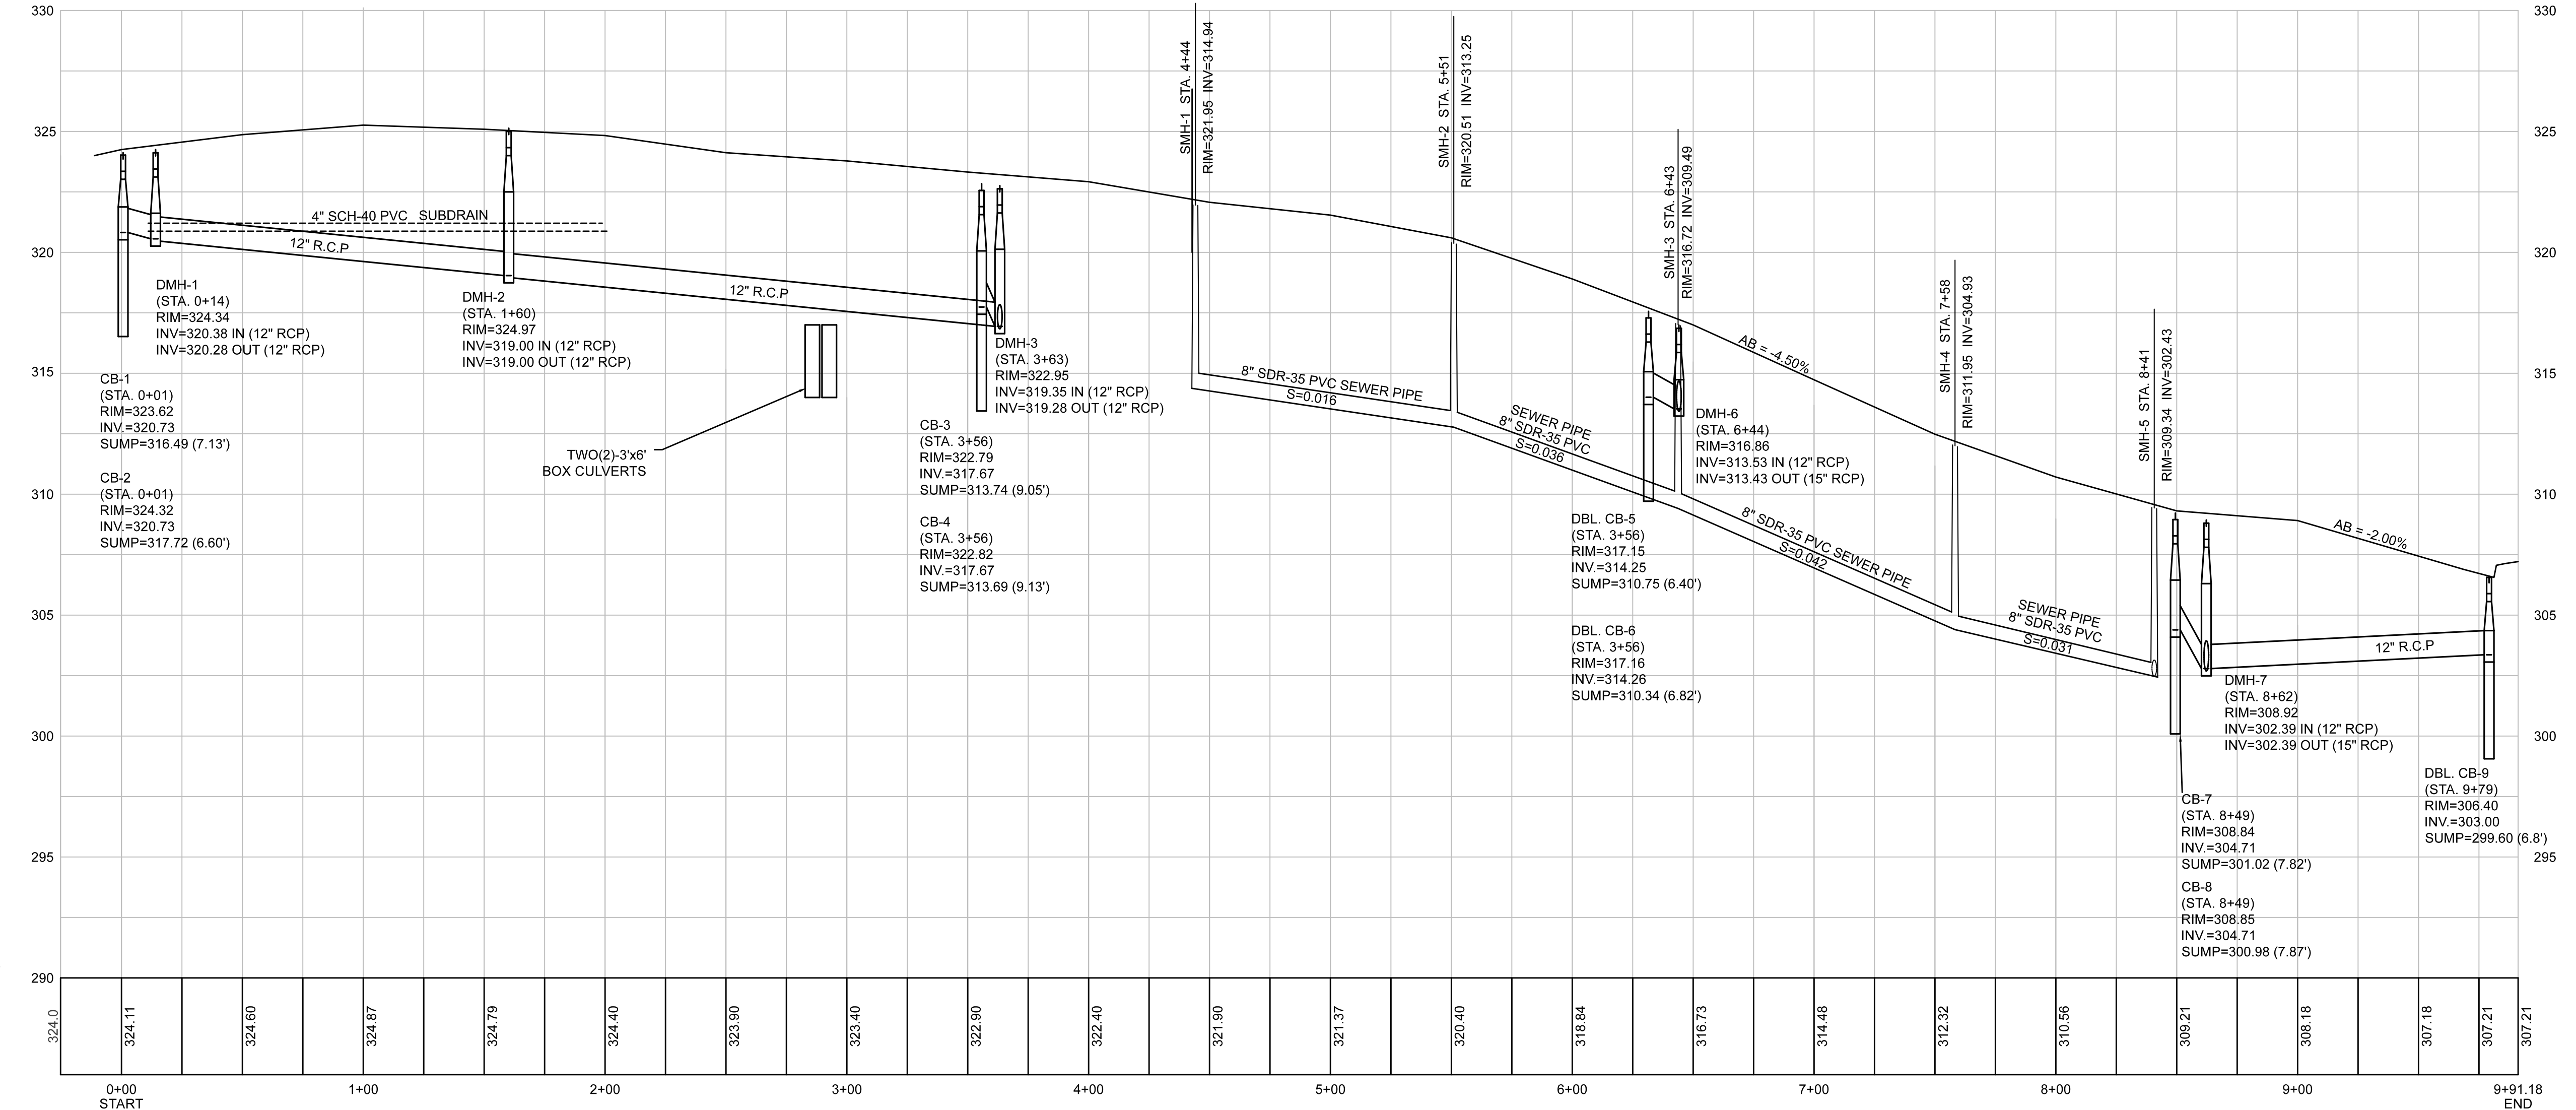 330
330
325
325
320
320
315
315
310
310
305
305
300
300
295
295
290
SMH-1 STA. 4+44
RIM=321.95 INV=314.94
SMH-2 STA. 5+51
RIM=320.51 INV=313.25
SMH-3 STA. 6+43
RIM=316.72 INV=309.49
SMH-4 STA. 7+58
RIM=311.95 INV=304.93
SMH-5 STA. 8+41
RIM=309.34 INV=302.43
4" SCH-40 PVC SUBDRAIN
12" R.C.P
12" R.C.P
DMH-1
(STA. 0+14)
RIM=324.34
INV=320.38 IN (12" RCP)
INV=320.28 OUT (12" RCP)
DMH-2
(STA. 1+60)
RIM=324.97
INV=319.00 IN (12" RCP)
INV=319.00 OUT (12" RCP)
CB-1
(STA. 0+01)
RIM=323.62
INV.=320.73
SUMP=316.49 (7.13')
CB-2
(STA. 0+01)
RIM=324.32
INV.=320.73
SUMP=317.72 (6.60')
TWO(2)-3'x6'
BOX CULVERTS
DMH-3
(STA. 3+63)
RIM=322.95
INV=319.35 IN (12" RCP)
INV=319.28 OUT (12" RCP)
CB-3
(STA. 3+56)
RIM=322.79
INV.=317.67
SUMP=313.74 (9.05')
CB-4
(STA. 3+56)
RIM=322.82
INV.=317.67
SUMP=313.69 (9.13')
8" SDR-35 PVC SEWER PIPE
S=0.016
SEWER PIPE
8" SDR-35 PVC
S=0.036
AB = -4.50%
DMH-6
(STA. 6+44)
RIM=316.86
INV=313.53 IN (12" RCP)
INV=313.43 OUT (15" RCP)
DBL. CB-5
(STA. 3+56)
RIM=317.15
INV.=314.25
SUMP=310.75 (6.40')
DBL. CB-6
(STA. 3+56)
RIM=317.16
INV.=314.26
SUMP=310.34 (6.82')
8" SDR-35 PVC SEWER PIPE
S=0.042
SEWER PIPE
8" SDR-35 PVC
S=0.031
AB = -2.00%
12" R.C.P
DMH-7
(STA. 8+62)
RIM=308.92
INV=302.39 IN (12" RCP)
INV=302.39 OUT (15" RCP)
CB-7
(STA. 8+49)
RIM=308.84
INV.=304.71
SUMP=301.02 (7.82')
CB-8
(STA. 8+49)
RIM=308.85
INV.=304.71
SUMP=300.98 (7.87')
DBL. CB-9
(STA. 9+79)
RIM=306.40
INV.=303.00
SUMP=299.60 (6.8')
324.0
324.11
324.60
324.87
324.79
324.40
323.90
323.40
322.90
322.40
321.90
321.37
320.40
318.84
316.73
314.48
312.32
310.56
309.21
308.18
307.18
307.21
307.21
0+00
START
1+00
2+00
3+00
4+00
5+00
6+00
7+00
8+00
9+00
9+91.18
END